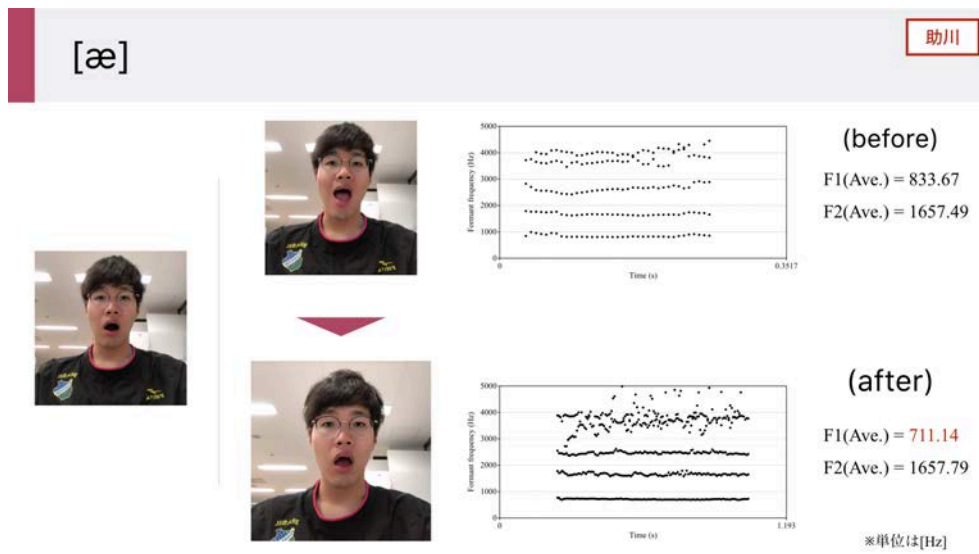 [æ]
助川
5000
4000
3000
2000
1000
0
Formant frequency (Hz)
0
0.3517
Time (s)
(before)
F1(Ave.) = 833.67
F2(Ave.) = 1657.49
5000
4000
3000
2000
1000
0
Formant frequency (Hz)
0
1.193
Time (s)
(after)
F1(Ave.) = 711.14
F2(Ave.) = 1657.79
※単位は[Hz]